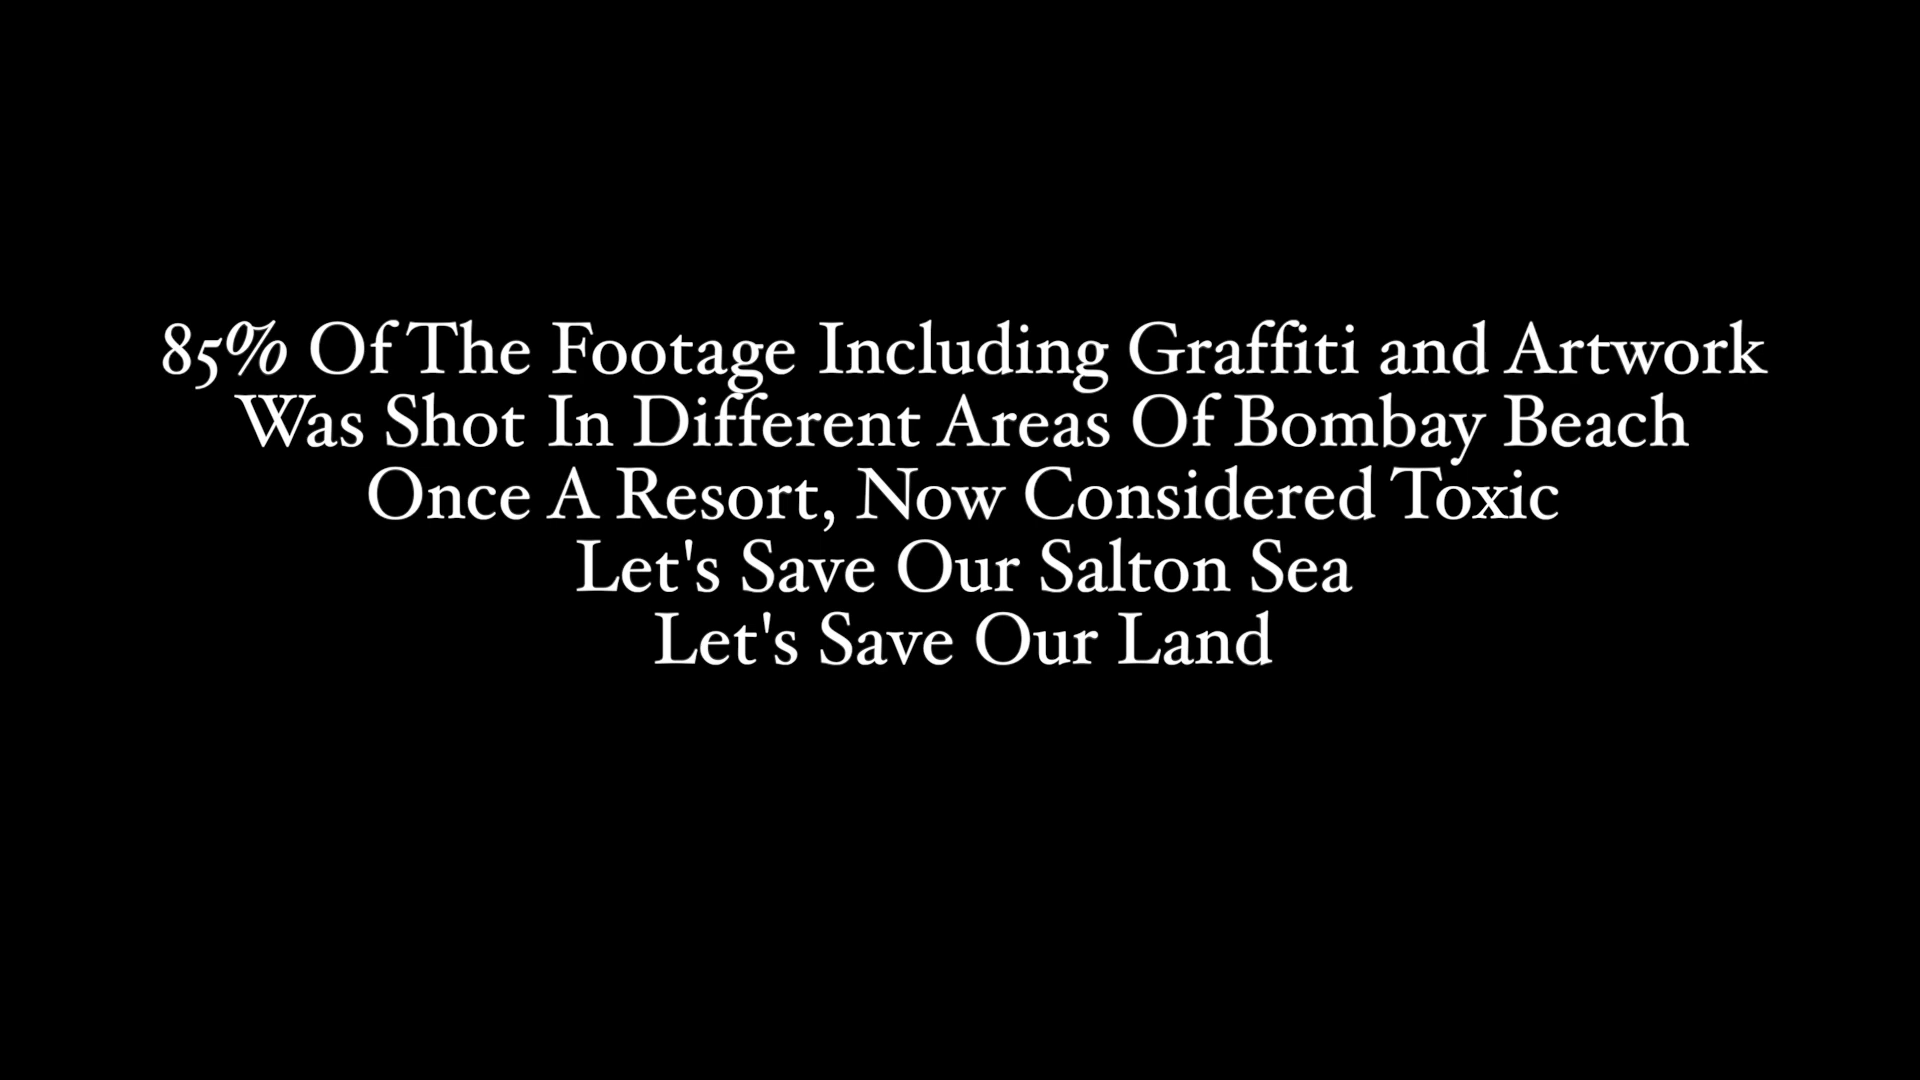 85% Of The Footage Including Graffiti and Artwork
Was Shot In Different Areas Of Bombay Beach
Once A Resort, Now Considered Toxic
Let's Save Our Salton Sea
Let's Save Our Land